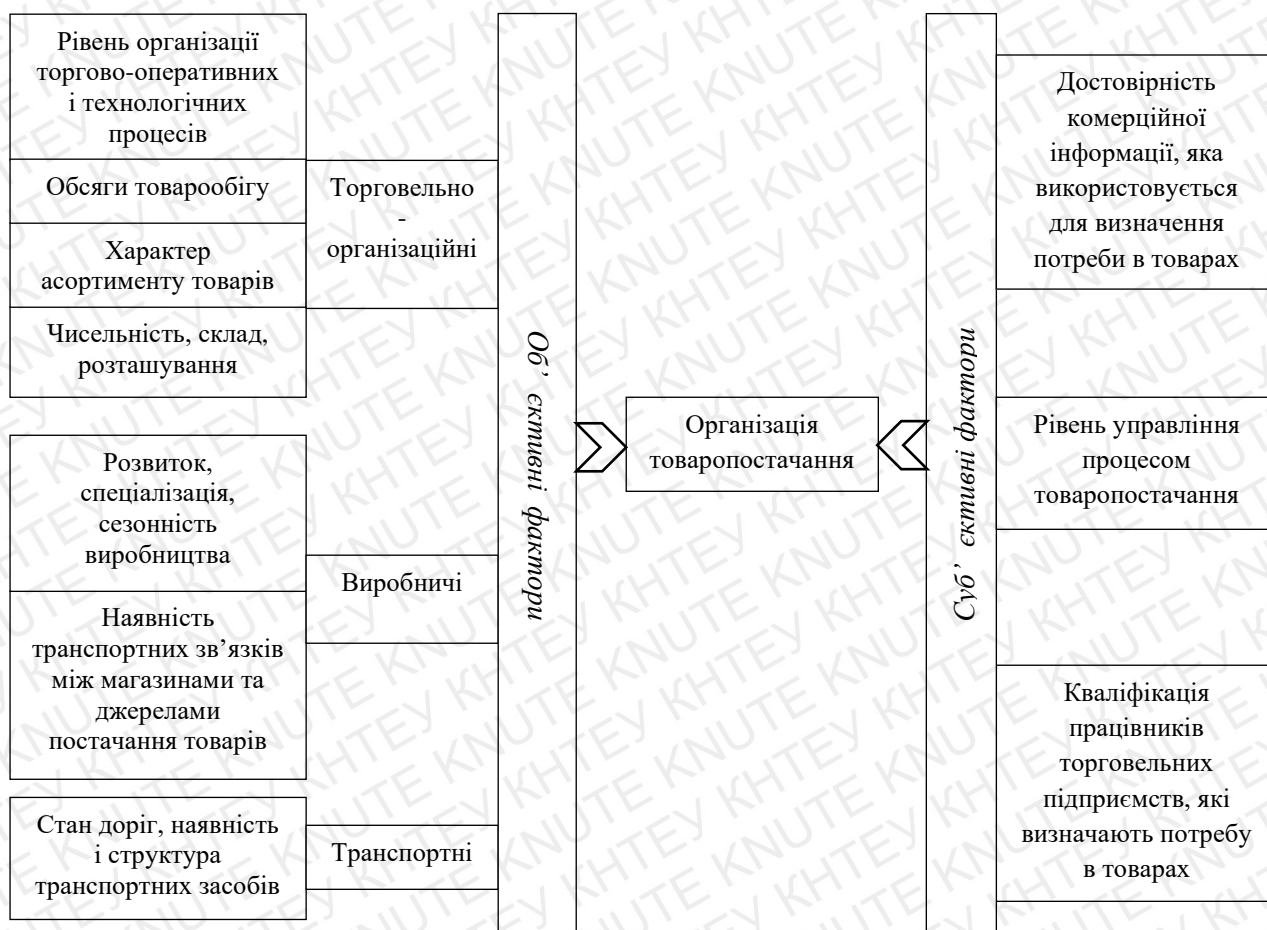 Рівень організації
торгово-оперативних
і технологічних
процесів
Обсяги товарообігу
Характер
асортименту товарів
Чисельність, склад,
розташування
Торговельно
-
організаційні
Розвиток,
спеціалізація,
сезонність
виробництва
Наявність
транспортних зв’язків
між магазинами та
джерелами
постачання товарів
Виробничі
Стан доріг, наявність
і структура
транспортних засобів
Транспортні
Об’ єктивні фактори
Організація
товаропостачання
Суб’ єктивні фактори
Достовірність
комерційної
інформації, яка
використовується
для визначення
потреби в товарах
Рівень управління
процесом
товаропостачання
Кваліфікація
працівників
торговельних
підприємств, які
визначають потребу
в товарах
KNUTE КНТЕУ